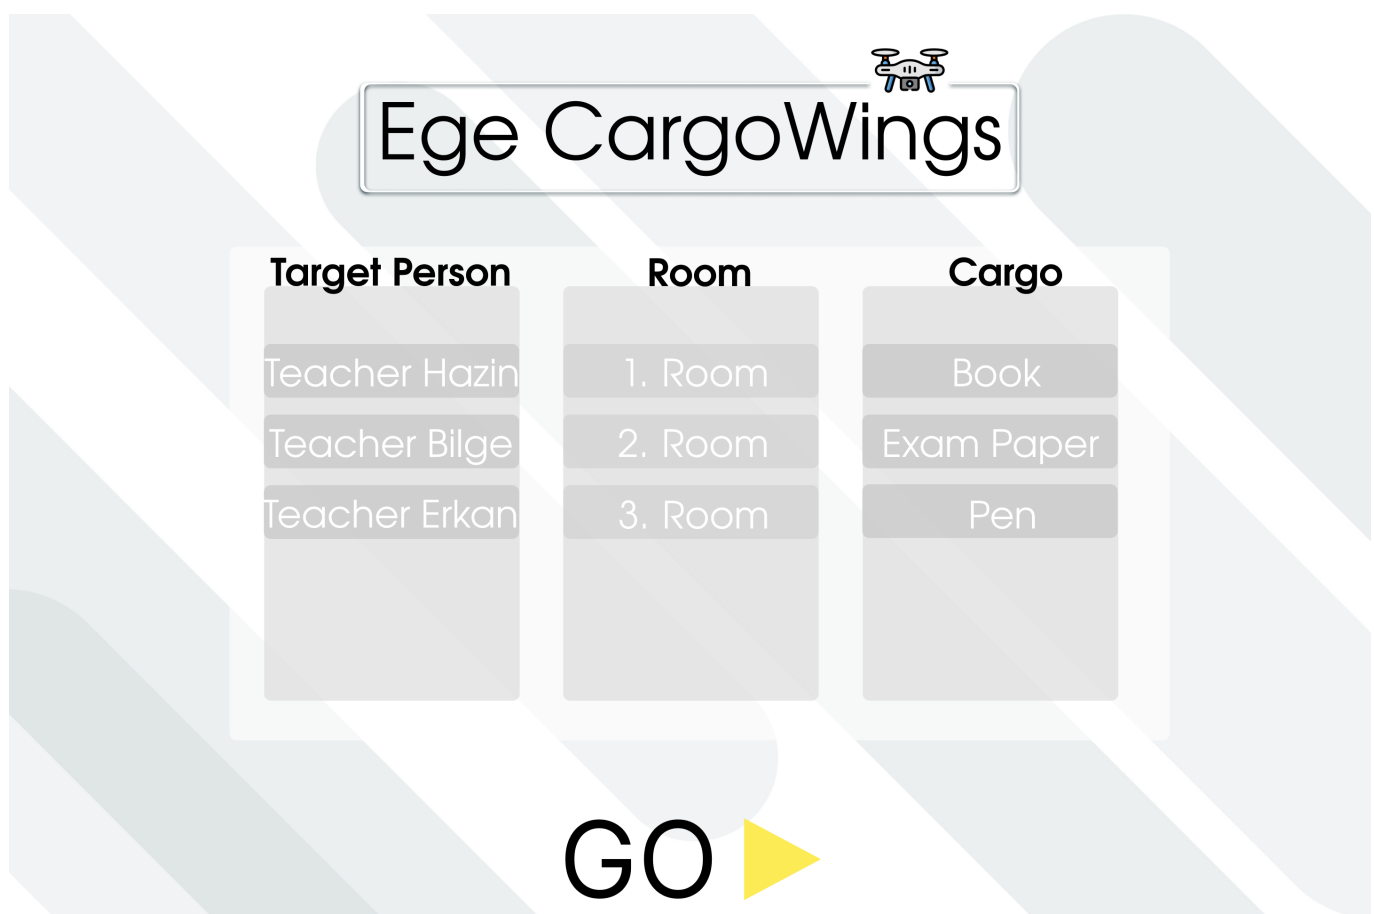 Ege CargoWings
Target Person
Room
Cargo
Teacher Hazin
1. Room
Book
Teacher Bilge
2. Room
Exam Paper
Teacher Erkan
3. Room
Pen
GO